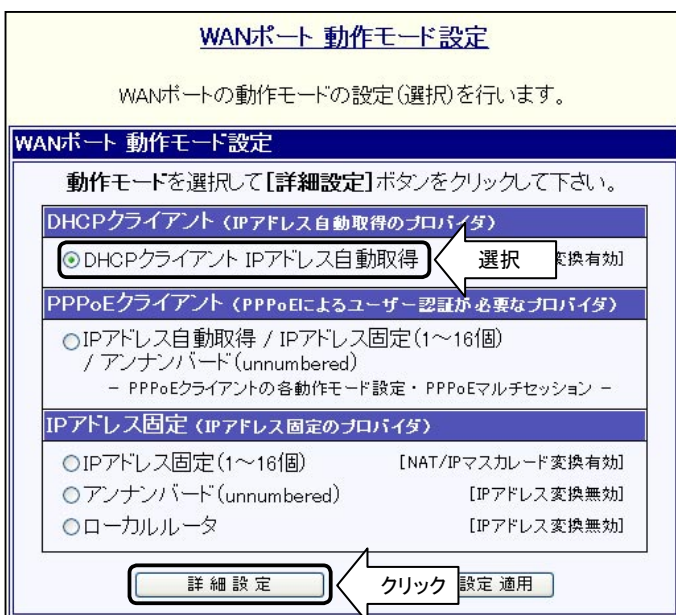 WANポート 動作モード設定
WANポートの動作モードの設定(選択)を行います。
WANポート 動作モード設定
動作モードを選択して[詳細設定]ボタンをクリックして下さい。
DHCPクライアント (IPアドレス自動取得のプロバイダ)
DHCPクライアント IPアドレス自動取得 選択 変換有効]
PPPoEクライアント (PPPoEによるユーザー認証が必要なプロバイダ)
IPアドレス自動取得 / IPアドレス固定(1～16個)
/ アンナンバード(unnumbered)
- PPPoEクライアントの各動作モード設定・PPPoEマルチセッション -
IPアドレス固定 (IPアドレス固定のプロバイダ)
IPアドレス固定(1～16個) [NAT/IPマスカレード変換有効]
アンナンバード(unnumbered) [IPアドレス変換無効]
ローカルルータ [IPアドレス変換無効]
詳細設定 クリック 設定 適用